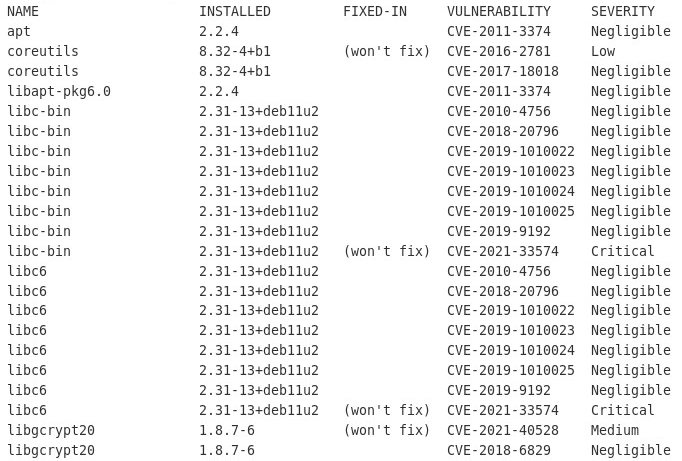 NAME INSTALLED FIXED-IN VULNERABILITY SEVERITY
apt 2.2.4 CVE-2011-3374 Negligible
coreutils 8.32-4+b1 (won't fix) CVE-2016-2781 Low
coreutils 8.32-4+b1 CVE-2017-18018 Negligible
libapt-pkg6.0 2.2.4 CVE-2011-3374 Negligible
libc-bin 2.31-13+deb11u2 CVE-2010-4756 Negligible
libc-bin 2.31-13+deb11u2 CVE-2018-20796 Negligible
libc-bin 2.31-13+deb11u2 CVE-2019-1010022 Negligible
libc-bin 2.31-13+deb11u2 CVE-2019-1010023 Negligible
libc-bin 2.31-13+deb11u2 CVE-2019-1010024 Negligible
libc-bin 2.31-13+deb11u2 CVE-2019-1010025 Negligible
libc-bin 2.31-13+deb11u2 CVE-2019-9192 Negligible
libc-bin 2.31-13+deb11u2 (won't fix) CVE-2021-33574 Critical
libc6 2.31-13+deb11u2 CVE-2010-4756 Negligible
libc6 2.31-13+deb11u2 CVE-2018-20796 Negligible
libc6 2.31-13+deb11u2 CVE-2019-1010022 Negligible
libc6 2.31-13+deb11u2 CVE-2019-1010023 Negligible
libc6 2.31-13+deb11u2 CVE-2019-1010024 Negligible
libc6 2.31-13+deb11u2 CVE-2019-1010025 Negligible
libc6 2.31-13+deb11u2 CVE-2019-9192 Negligible
libc6 2.31-13+deb11u2 (won't fix) CVE-2021-33574 Critical
libgcrypt20 1.8.7-6 (won't fix) CVE-2021-40528 Medium
libgcrypt20 1.8.7-6 CVE-2018-6829 Negligible